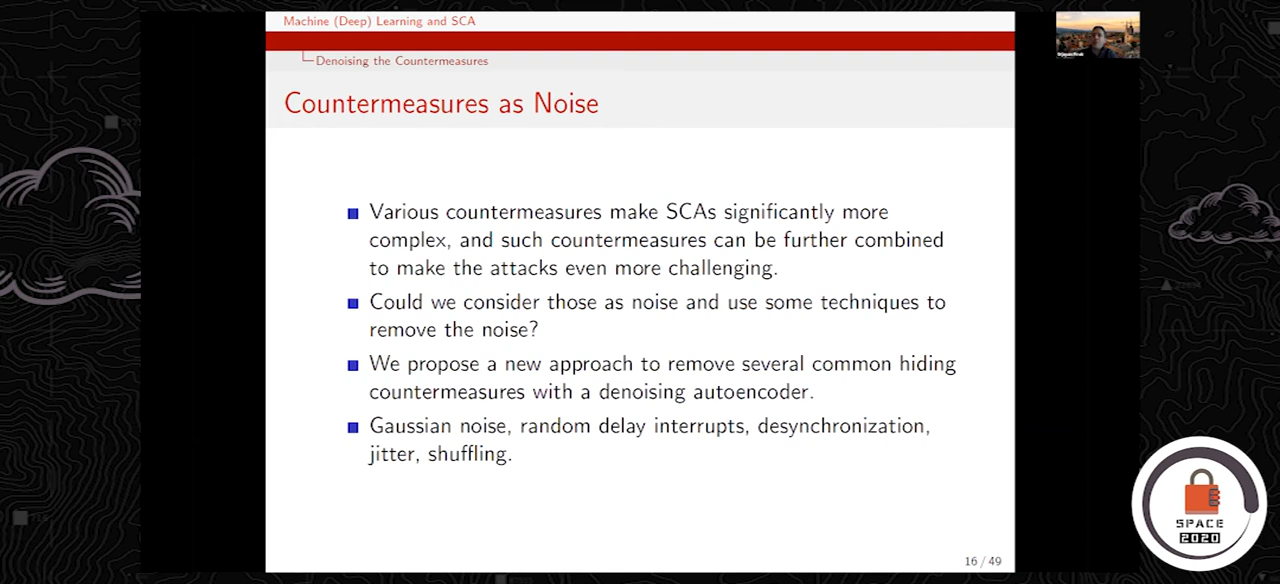 Machine (Deep) Learning and SCA
Denoising the Countermeasures
Countermeasures as Noise
Various countermeasures make SCAs significantly more
complex, and such countermeasures can be further combined
to make the attacks even more challenging.
Could we consider those as noise and use some techniques to
remove the noise?
We propose a new approach to remove several common hiding
countermeasures with a denoising autoencoder.
Gaussian noise, random delay interrupts, desynchronization,
jitter, shuffling.
16 / 49
SPACE
2020